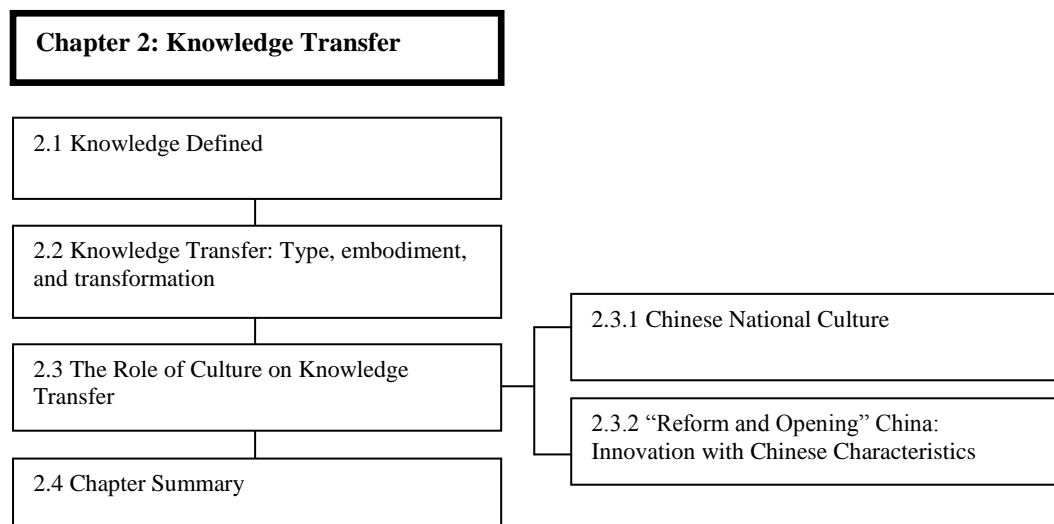 Chapter 2: Knowledge Transfer
2.1 Knowledge Defined
2.2 Knowledge Transfer: Type, embodiment,
and transformation
2.3 The Role of Culture on Knowledge
Transfer
2.3.1 Chinese National Culture
2.3.2 “Reform and Opening” China:
Innovation with Chinese Characteristics
2.4 Chapter Summary